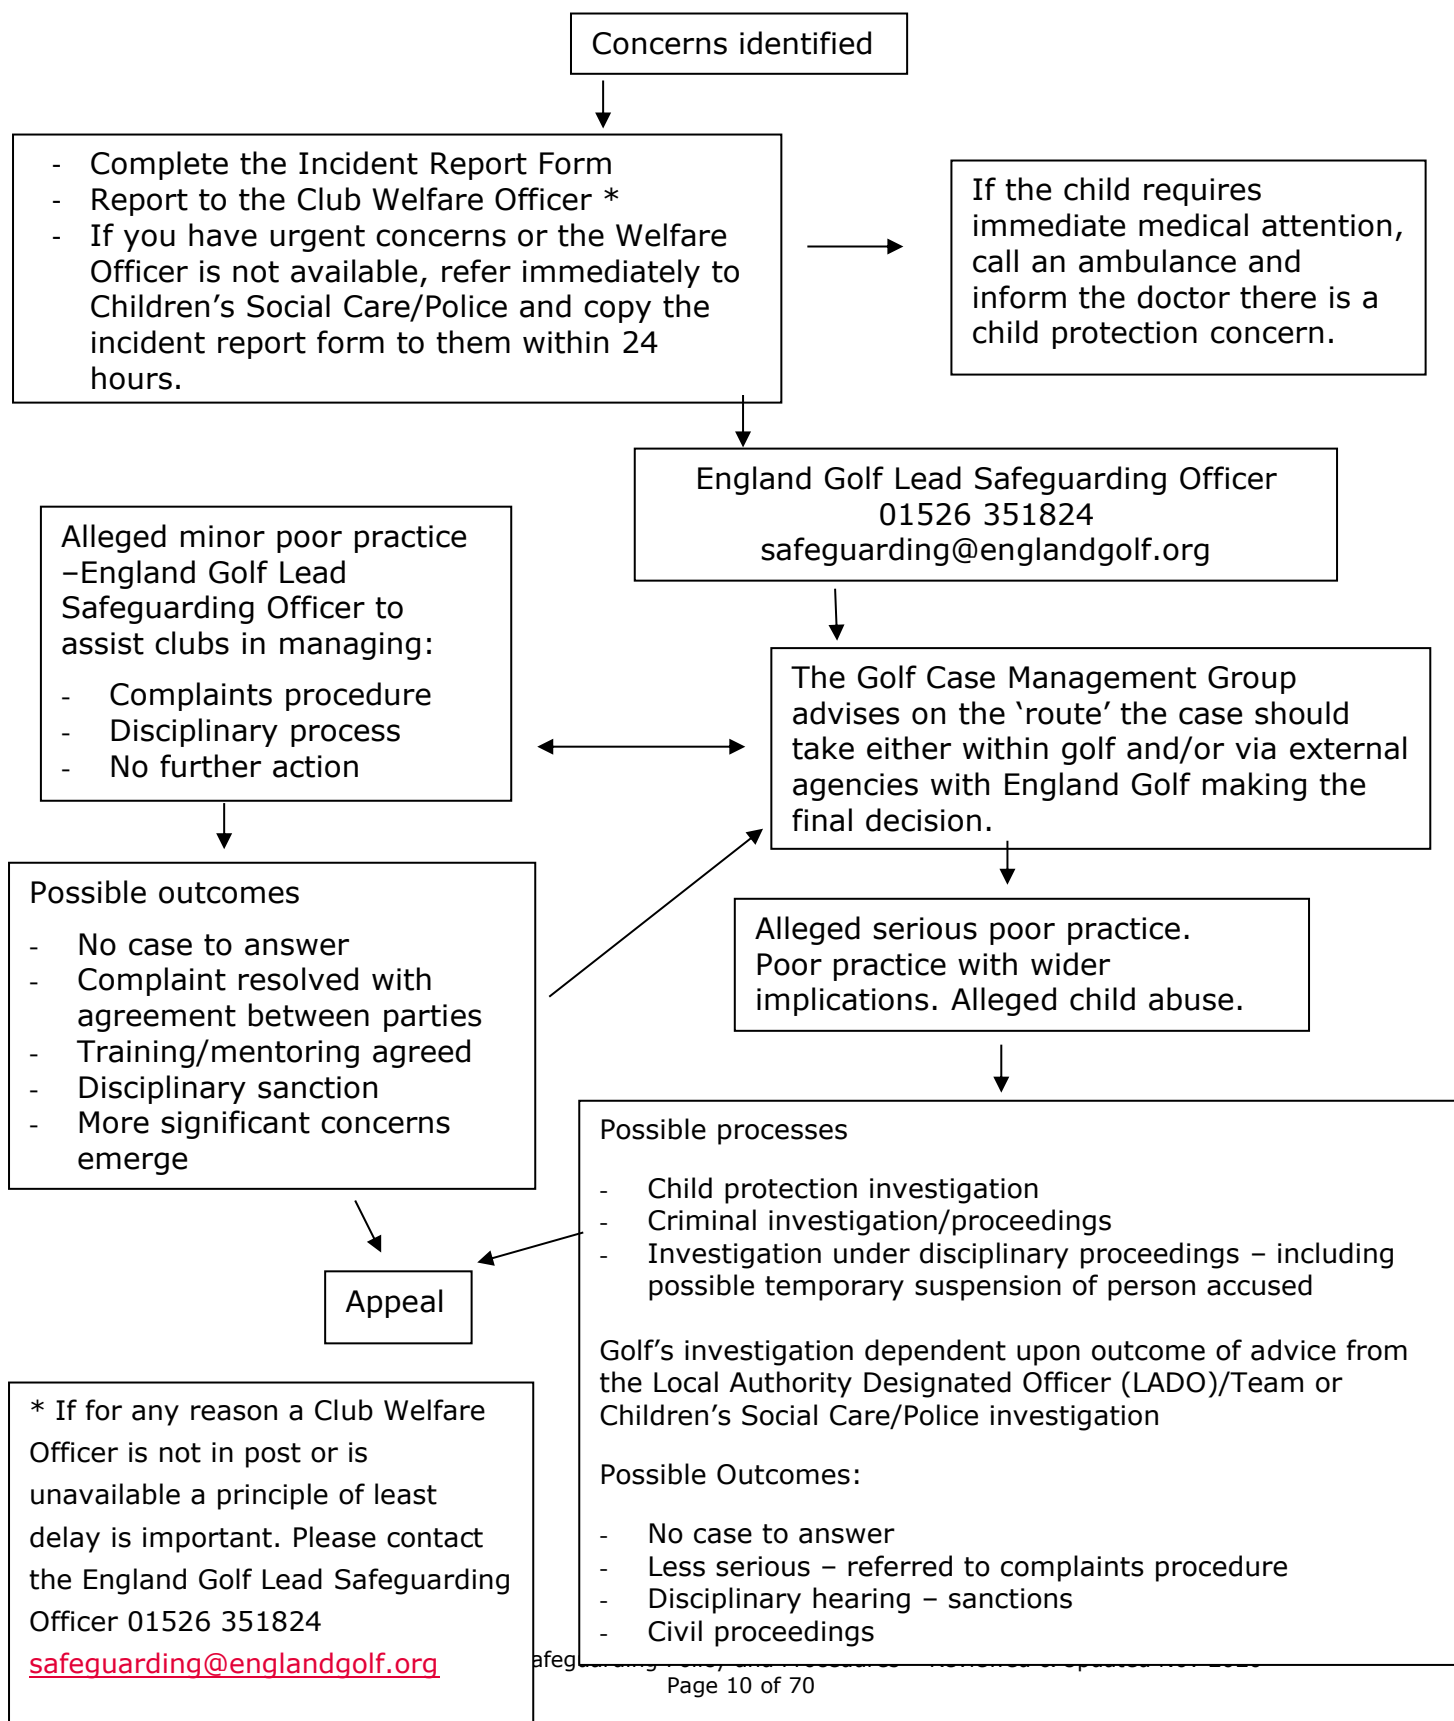 Concerns identified
- Complete the Incident Report Form
- Report to the Club Welfare Officer *
- If you have urgent concerns or the Welfare
Officer is not available, refer immediately to
Children’s Social Care/Police and copy the
incident report form to them within 24
hours.
If the child requires
immediate medical attention,
call an ambulance and
inform the doctor there is a
child protection concern.
England Golf Lead Safeguarding Officer
01526 351824
safeguarding@englandgolf.org
Alleged minor poor practice
–England Golf Lead
Safeguarding Officer to
assist clubs in managing:
- Complaints procedure
- Disciplinary process
- No further action
The Golf Case Management Group
advises on the ‘route’ the case should
take either within golf and/or via external
agencies with England Golf making the
final decision.
Possible outcomes
- No case to answer
- Complaint resolved with
agreement between parties
- Training/mentoring agreed
- Disciplinary sanction
- More significant concerns
emerge
Alleged serious poor practice.
Poor practice with wider
implications. Alleged child abuse.
Possible processes
- Child protection investigation
- Criminal investigation/proceedings
- Investigation under disciplinary proceedings – including
possible temporary suspension of person accused
Golf’s investigation dependent upon outcome of advice from
the Local Authority Designated Officer (LADO)/Team or
Children’s Social Care/Police investigation
Possible Outcomes:
- No case to answer
- Less serious – referred to complaints procedure
- Disciplinary hearing – sanctions
- Civil proceedings
Appeal
* If for any reason a Club Welfare
Officer is not in post or is
unavailable a principle of least
delay is important. Please contact
the England Golf Lead Safeguarding
Officer 01526 351824
safeguarding@englandgolf.org
Page 10 of 70